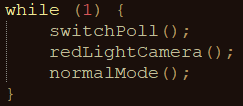 while (1) {
    switchPoll();
    redLightCamera();
    normalMode();
}